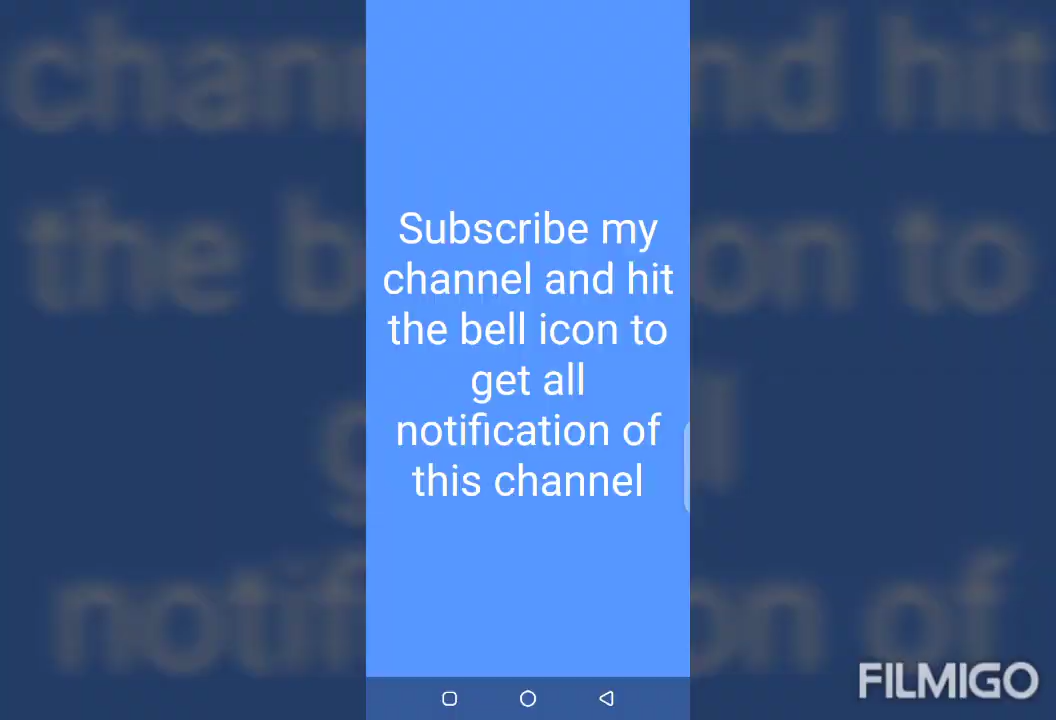 Subscribe my
channel and hit
the bell icon to
get all
notification of
this channel
FILMIGO